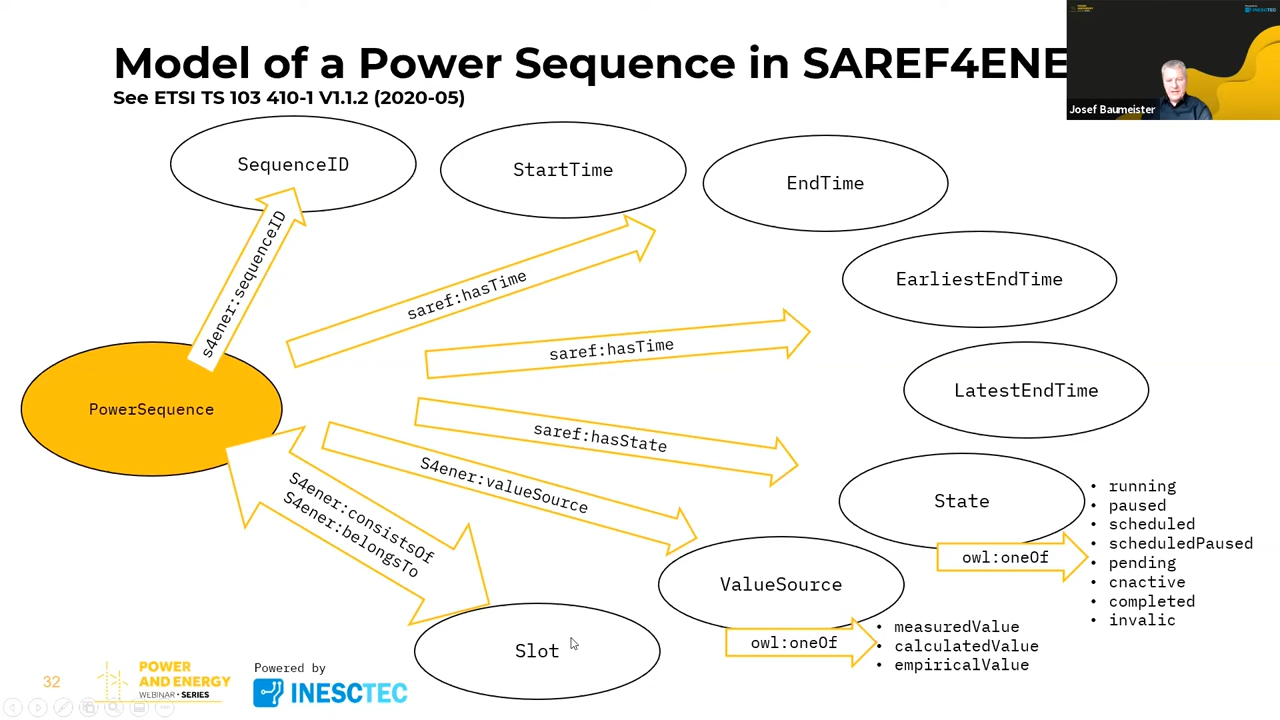 Model of a Power Sequence in SAREF4ENE
See ETSI TS 103 410-1 V1.1.2 (2020-05)
INESCTEC
Josef Baumeister
SequenceID
StartTime
EndTime
EarliestEndTime
LatestEndTime
s4ener:sequenceID
saref:hasTime
saref:hasTime
saref:hasState
S4ener:valueSource
S4ener:consistsOf
S4ener:belongsTo
PowerSequence
State
owl:oneOf
• running
• paused
• scheduled
• scheduledPaused
• pending
• cnactive
• completed
• invalic
ValueSource
owl:oneOf
• measuredValue
• calculatedValue
• empiricalValue
Slot
32
POWER
AND ENERGY
WEBINAR • SERIES
Powered by
INESCTEC